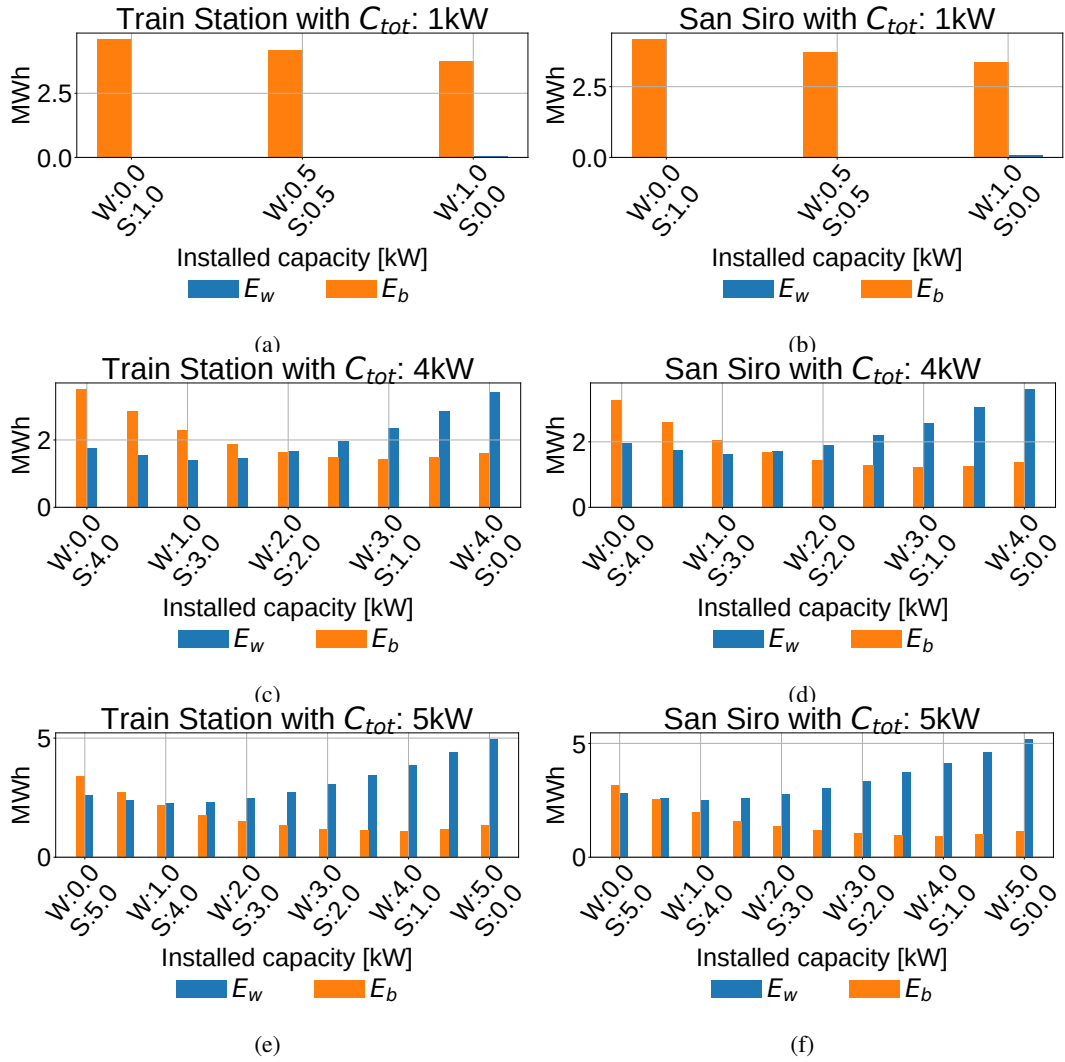 Train Station with C_tot: 1kW
MWh
2.5
0.0
W:0.0
S:1.0
W:0.5
S:0.5
W:1.0
S:0.0
Installed capacity [kW]
E_w E_b
(a)
San Siro with C_tot: 1kW
MWh
2.5
0.0
W:0.0
S:1.0
W:0.5
S:0.5
W:1.0
S:0.0
Installed capacity [kW]
E_w E_b
(b)
Train Station with C_tot: 4kW
MWh
2
0
W:0.0
S:4.0
W:1.0
S:3.0
W:2.0
S:2.0
W:3.0
S:1.0
W:4.0
S:0.0
Installed capacity [kW]
E_w E_b
(c)
San Siro with C_tot: 4kW
MWh
2
0
W:0.0
S:4.0
W:1.0
S:3.0
W:2.0
S:2.0
W:3.0
S:1.0
W:4.0
S:0.0
Installed capacity [kW]
E_w E_b
(d)
Train Station with C_tot: 5kW
MWh
5
0
W:0.0
S:5.0
W:1.0
S:4.0
W:2.0
S:3.0
W:3.0
S:2.0
W:4.0
S:1.0
W:5.0
S:0.0
Installed capacity [kW]
E_w E_b
(e)
San Siro with C_tot: 5kW
MWh
5
0
W:0.0
S:5.0
W:1.0
S:4.0
W:2.0
S:3.0
W:3.0
S:2.0
W:4.0
S:1.0
W:5.0
S:0.0
Installed capacity [kW]
E_w E_b
(f)